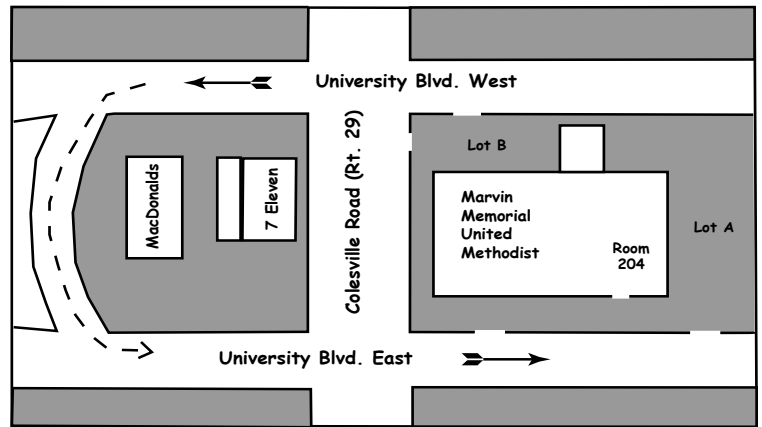 University Blvd. West
Colesville Road (Rt. 29)
MacDonalds
7 Eleven
Lot B
Marvin
Memorial
United
Methodist
Room
204
Lot A
University Blvd. East